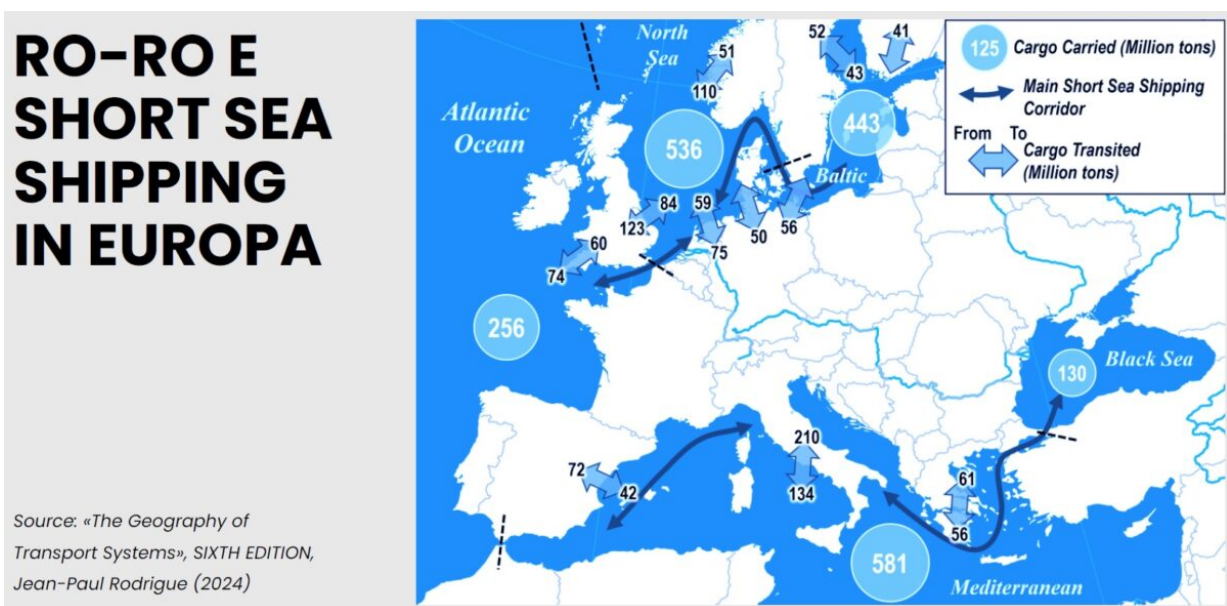 RO-RO E
SHORT SEA
SHIPPING
IN EUROPA
Source: «The Geography of
Transport Systems», SIXTH EDITION,
Jean-Paul Rodrigue (2024)
North
Sea
Atlantic
Ocean
51
110
52
43
41
536
443
Baltic
84
123
59
75
50
56
60
74
256
Black Sea
130
72
42
210
134
61
56
581
Mediterranean
125 Cargo Carried (Million tons)
Main Short Sea Shipping
Corridor
From To
Cargo Transited
(Million tons)